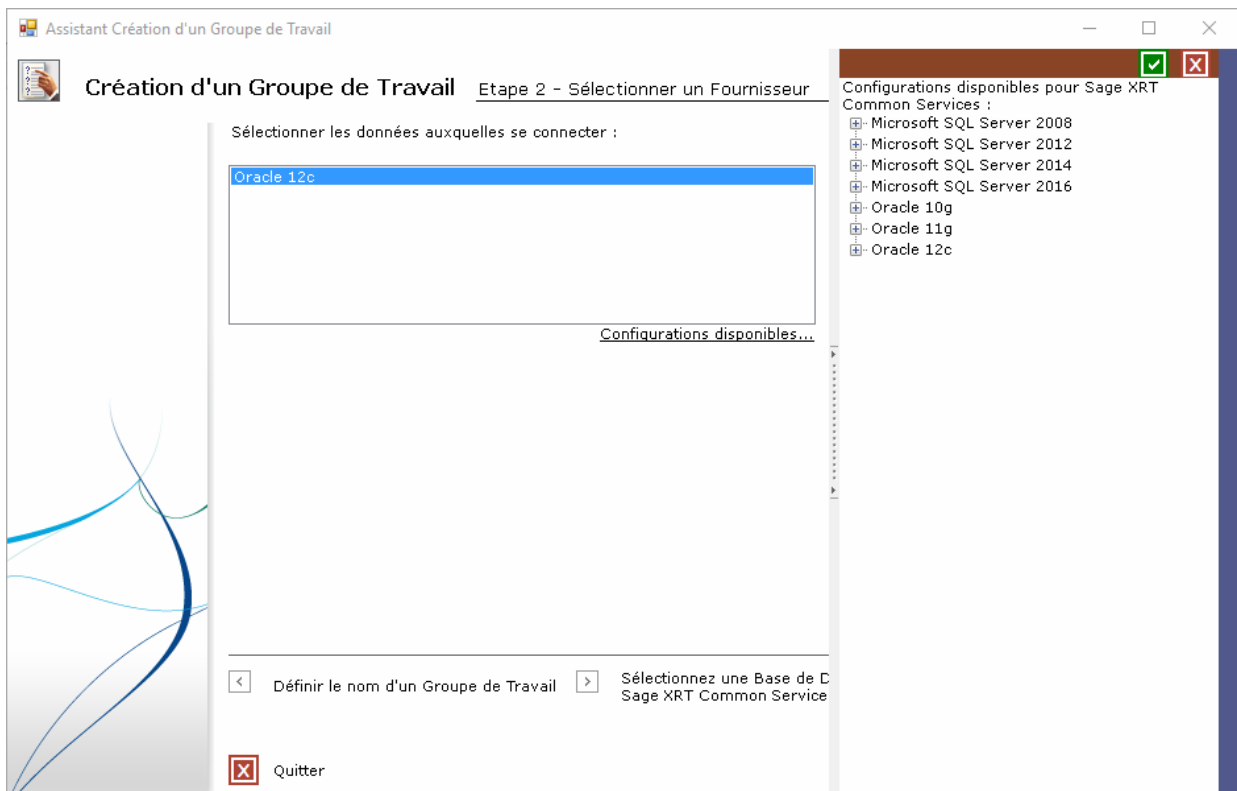 Assistant Création d'un Groupe de Travail
Création d'un Groupe de Travail
Etape 2 - Sélectionner un Fournisseur
Sélectionner les données auxquelles se connecter :
Oracle 12c
Configurations disponibles...
Définir le nom d'un Groupe de Travail
Sélectionnez une Base de D
Sage XRT Common Service
Quitter
Configurations disponibles pour Sage XRT
Common Services :
Microsoft SQL Server 2008
Microsoft SQL Server 2012
Microsoft SQL Server 2014
Microsoft SQL Server 2016
Oracle 10g
Oracle 11g
Oracle 12c